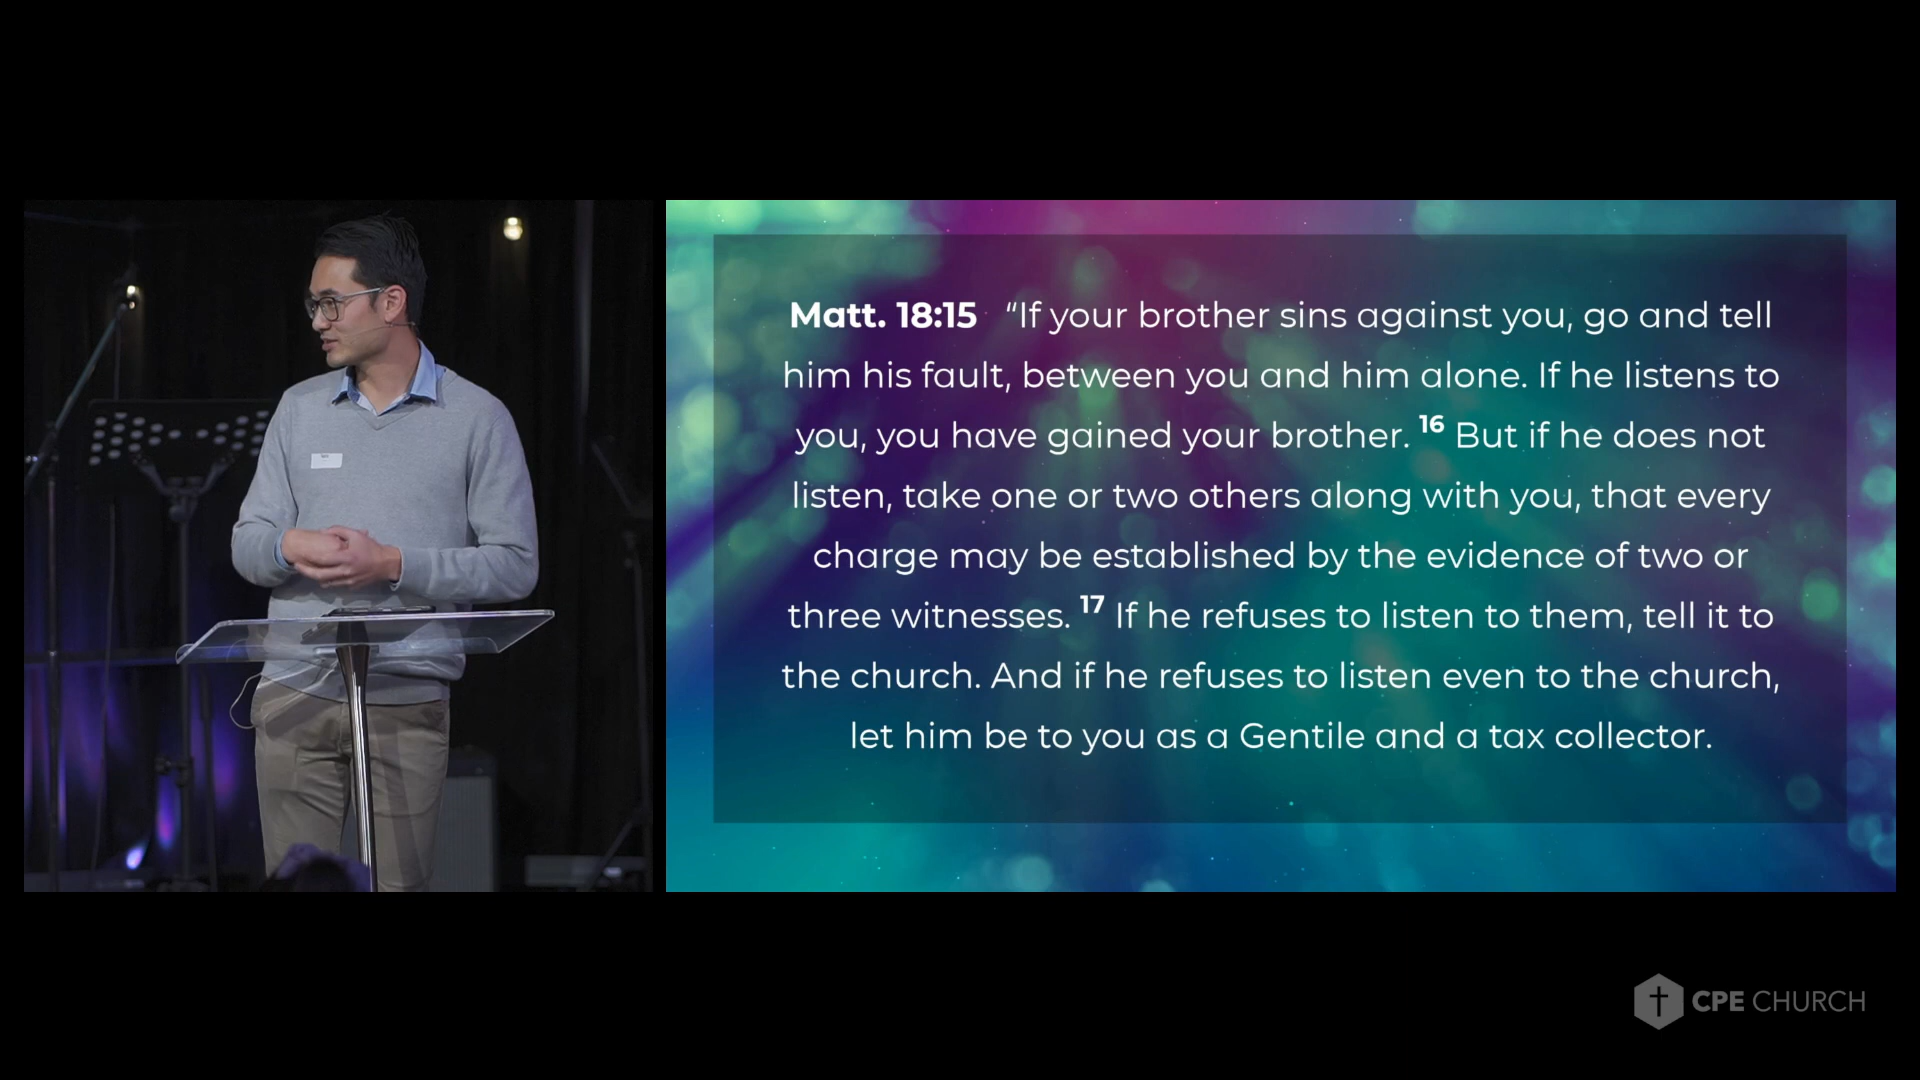 Matt. 18:15 “If your brother sins against you, go and tell
him his fault, between you and him alone. If he listens to
you, you have gained your brother. 16 But if he does not
listen, take one or two others along with you, that every
charge may be established by the evidence of two or
three witnesses. 17 If he refuses to listen to them, tell it to
the church. And if he refuses to listen even to the church,
let him be to you as a Gentile and a tax collector.
CPE CHURCH